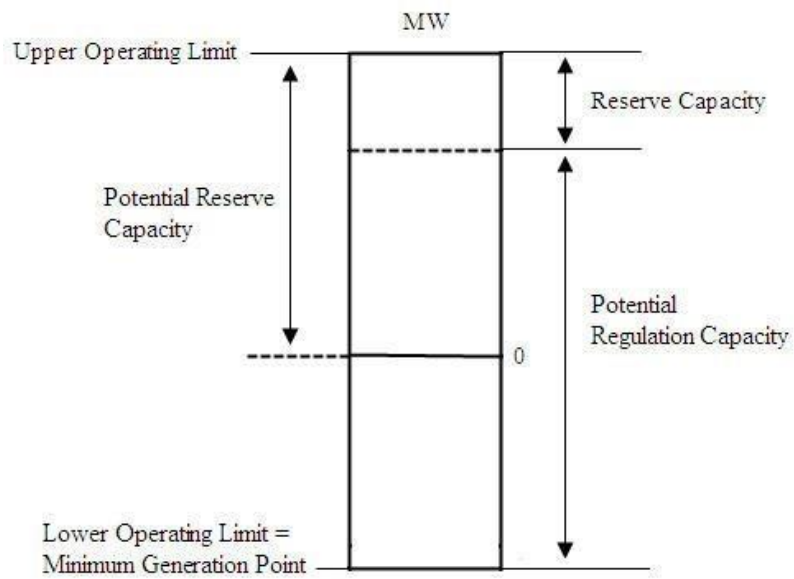 MW
Upper Operating Limit
Reserve Capacity
Potential Reserve
Capacity
Potential
Regulation Capacity
0
Lower Operating Limit =
Minimum Generation Point